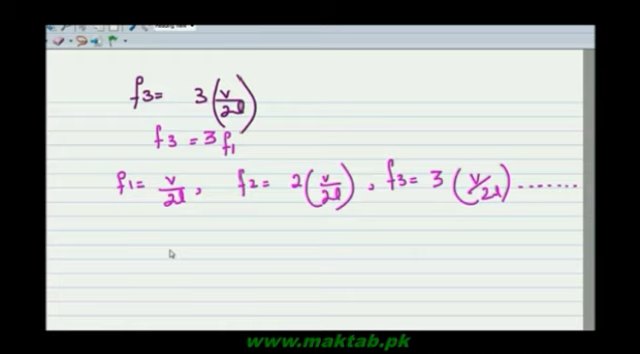 f3 = 3(v/2l)
f3 = 3f1
f1 = v/2l, f2 = 2(v/2l), f3 = 3(v/2l).......
www.maktab.pk